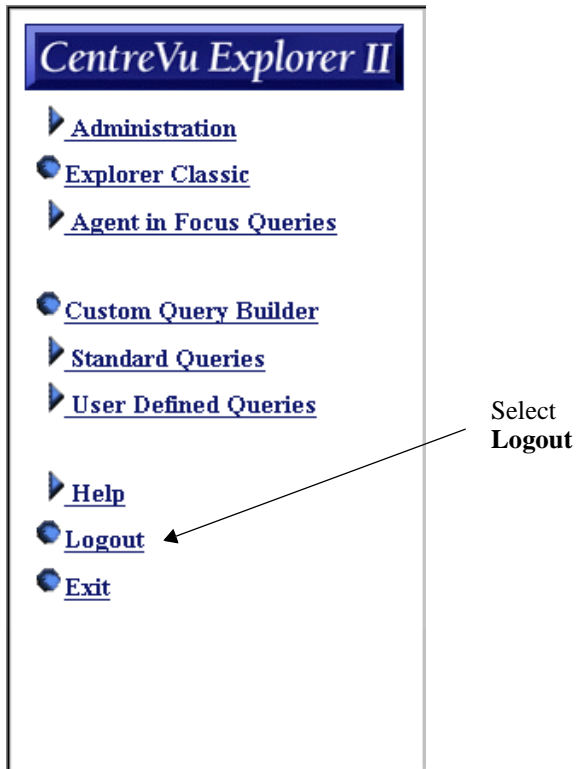 CentreVu Explorer II
Administration
Explorer Classic
Agent in Focus Queries
Custom Query Builder
Standard Queries
User Defined Queries
Select
Logout
Help
Logout
Exit